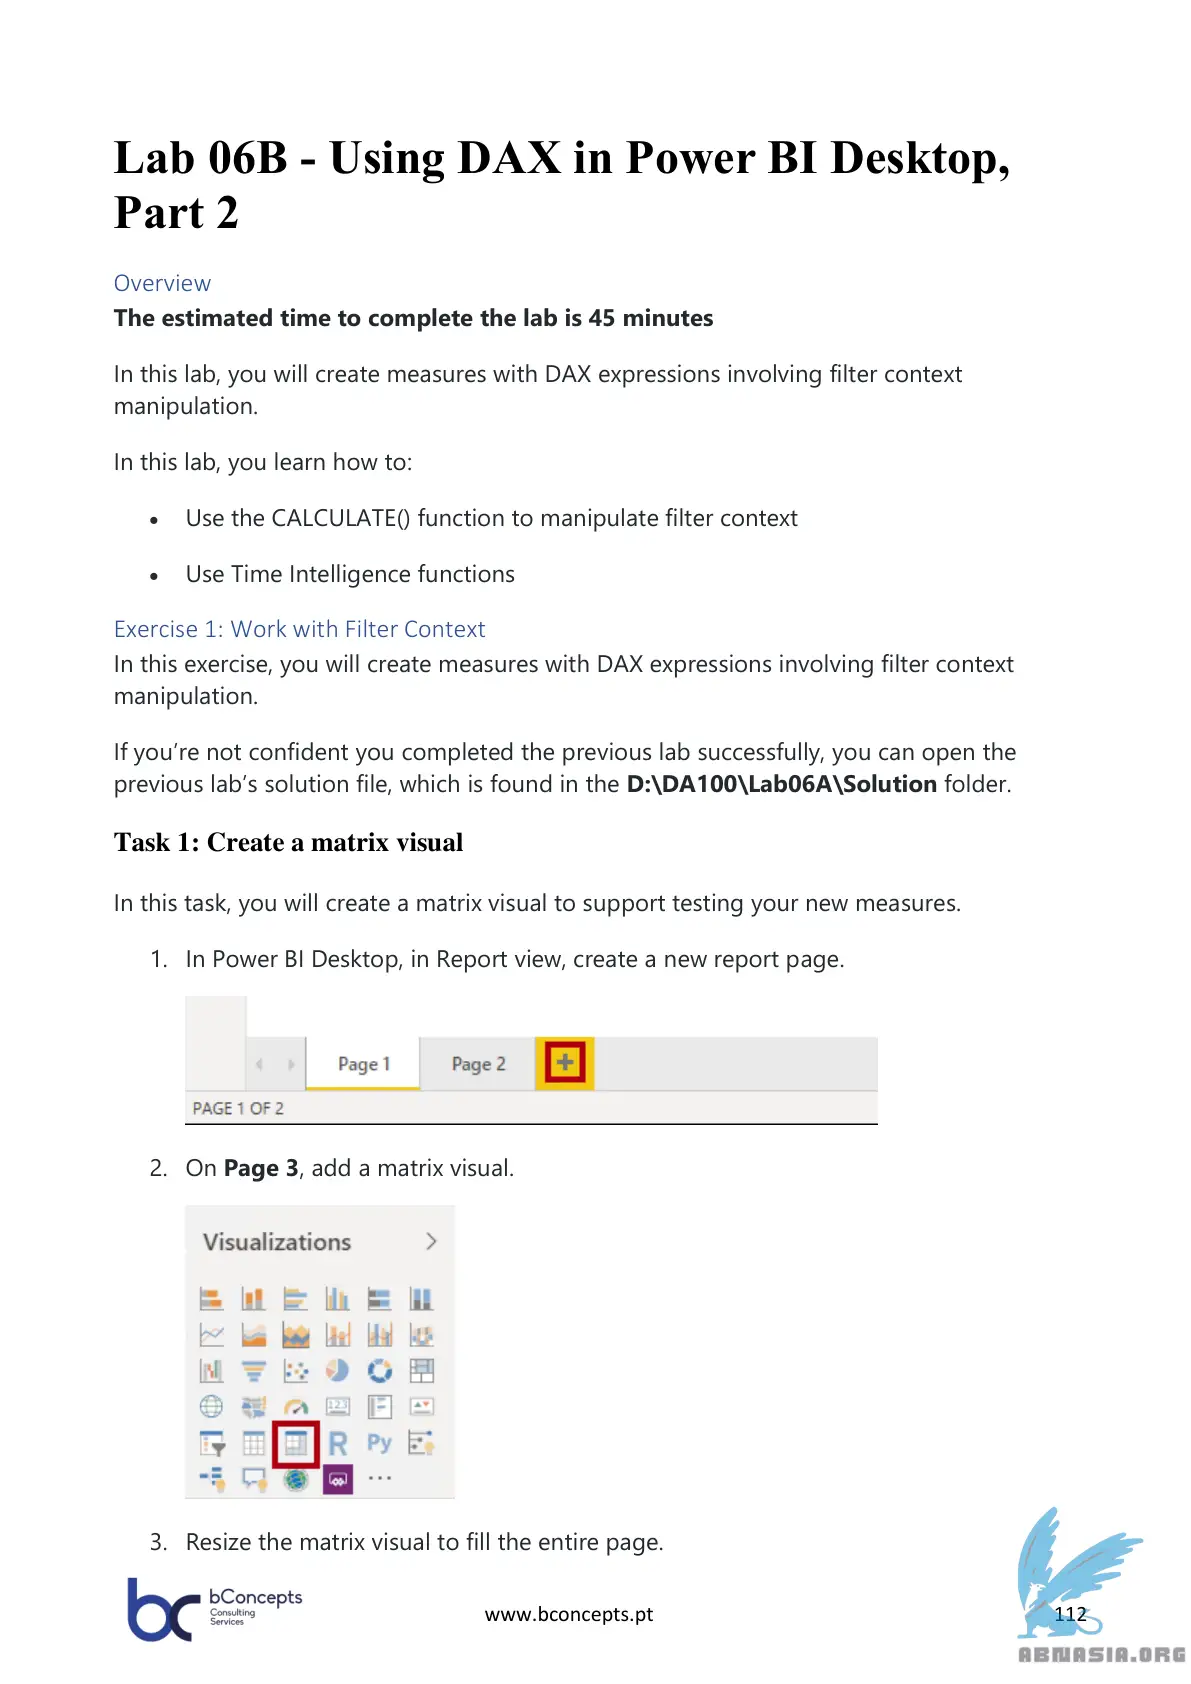 Lab 06B - Using DAX in Power BI Desktop,
Part 2
Overview
The estimated time to complete the lab is 45 minutes
In this lab, you will create measures with DAX expressions involving filter context
manipulation.
In this lab, you learn how to:
• Use the CALCULATE() function to manipulate filter context
• Use Time Intelligence functions
Exercise 1: Work with Filter Context
In this exercise, you will create measures with DAX expressions involving filter context
manipulation.
If you’re not confident you completed the previous lab successfully, you can open the
previous lab’s solution file, which is found in the D:\DA100\Lab06A\Solution folder.
Task 1: Create a matrix visual
In this task, you will create a matrix visual to support testing your new measures.
1. In Power BI Desktop, in Report view, create a new report page.
Page 1 Page 2 +
PAGE 1 OF 2
2. On Page 3, add a matrix visual.
Visualizations >
123
R Py
...
3. Resize the matrix visual to fill the entire page.
bc bConcepts
Consulting
Services
www.bconcepts.pt
112
ABNASIA.ORG